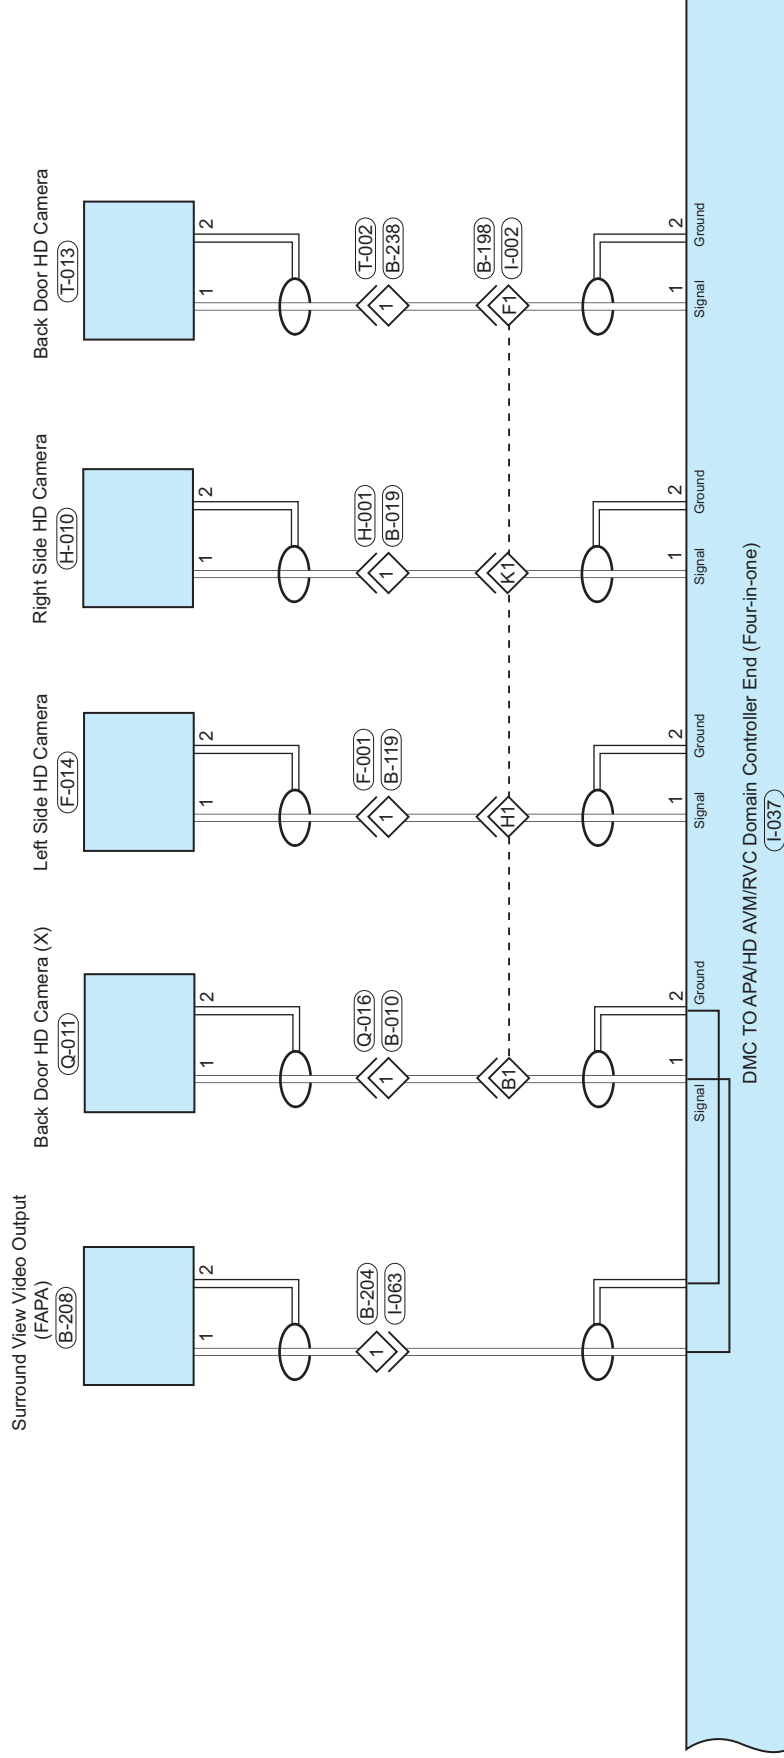 Surround View Video Output
(FAPA)
B-208
1
2
B-204
I-063
1
Back Door HD Camera (X)
Q-011
1
2
Q-016
B-010
1
B1
Signal
1
2
Ground
Left Side HD Camera
F-014
1
2
F-001
B-119
1
H1
Signal
1
2
Ground
Right Side HD Camera
H-010
1
2
H-001
B-019
1
K1
Signal
1
2
Ground
Back Door HD Camera
T-013
1
2
T-002
B-238
1
B-198
I-002
F1
Signal
1
2
Ground
DMC TO APA/HD AVM/RVC Domain Controller End (Four-in-one)
I-037